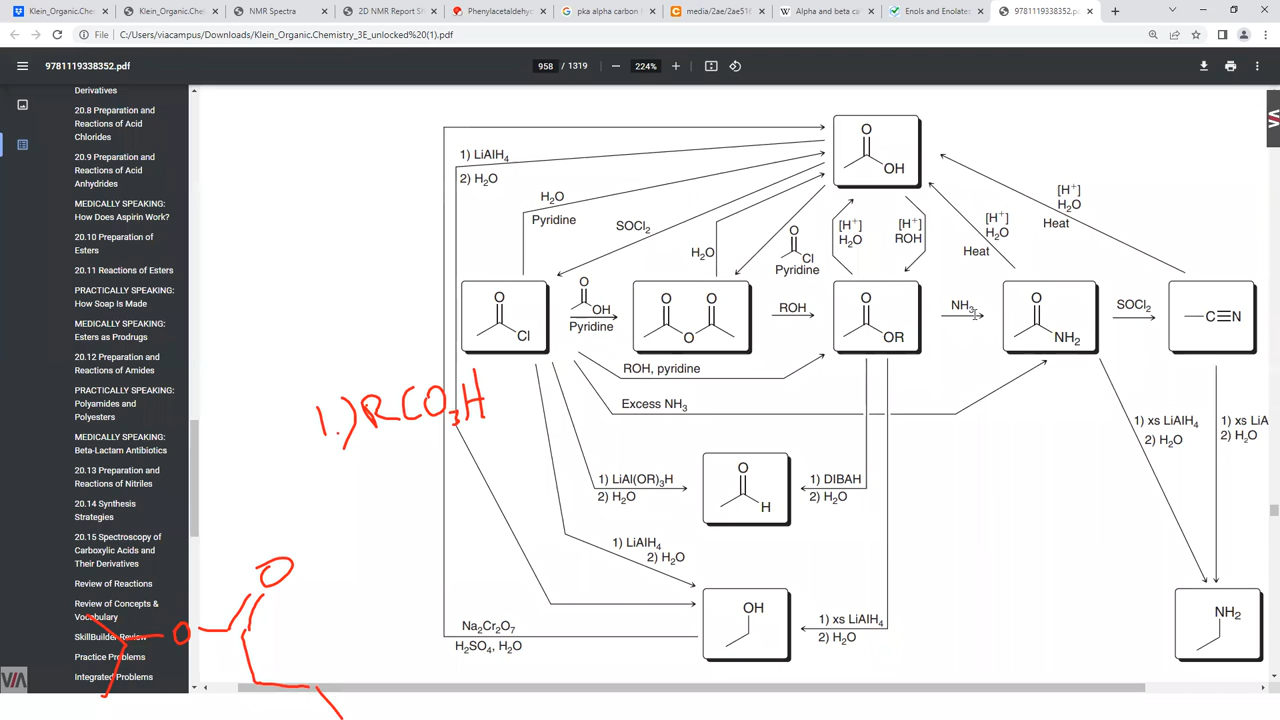 Klein_Organic.Chemis
Klein_Organic.Chem
NMR Spectra
2D NMR Report Sh
Phenylacetaldehyd
pka alpha carbon
media/2ae/2ae516
Alpha and beta ca
Enols and Enolates
9781119338352.pdf
File
C:/Users/viacampus/Downloads/Klein_Organic.Chemistry_3E_unlocked%20(1).pdf
9781119338352.pdf
958 / 1319
224%
Derivatives
20.8 Preparation and
Reactions of Acid
Chlorides
20.9 Preparation and
Reactions of Acid
Anhydrides
MEDICALLY SPEAKING:
How Does Aspirin Work?
20.10 Preparation of
Esters
20.11 Reactions of Esters
PRACTICALLY SPEAKING:
How Soap Is Made
MEDICALLY SPEAKING:
Esters as Prodrugs
20.12 Preparation and
Reactions of Amides
PRACTICALLY SPEAKING:
Polyamides and
Polyesters
MEDICALLY SPEAKING:
Beta-Lactam Antibiotics
20.13 Preparation and
Reactions of Nitriles
20.14 Synthesis
Strategies
20.15 Spectroscopy of
Carboxylic Acids and
Their Derivatives
Review of Reactions
Review of Concepts &
Vocabulary
SkillBuilder Review
Practice Problems
Integrated Problems
VIA
O
OH
1) LiAlH4
2) H2O
H2O
Pyridine
SOCl2
H2O
O
Cl
Pyridine
[H+]
H2O
[H+]
ROH
[H+]
H2O
Heat
[H+]
H2O
Heat
O
Cl
O
OH
Pyridine
O O
O
ROH
O
OR
NH3
O
NH2
SOCl2
C≡N
ROH, pyridine
Excess NH3
1.) RCO3H
1) xs LiAlH4
2) H2O
1) xs LiA
2) H2O
1) LiAl(OR)3H
2) H2O
O
H
1) DIBAH
2) H2O
1) LiAlH4
2) H2O
OH
1) xs LiAlH4
2) H2O
Na2Cr2O7
H2SO4, H2O
NH2
O
O